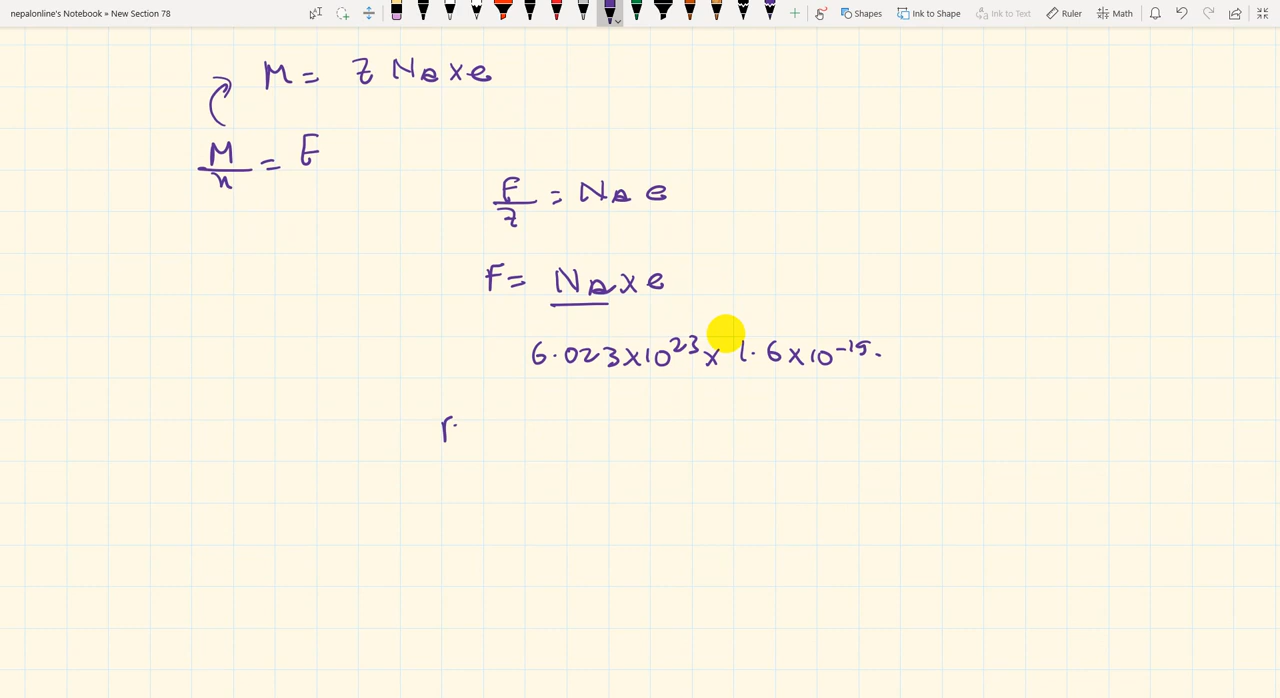 nepalonline's Notebook » New Section 78
Shapes
Ink to Shape
Ink to Text
Ruler
Math
M = Z NA x e
M/n = E
E/Z = NA e
F = NA x e
6.023 x 10^23 x 1.6 x 10^-19.